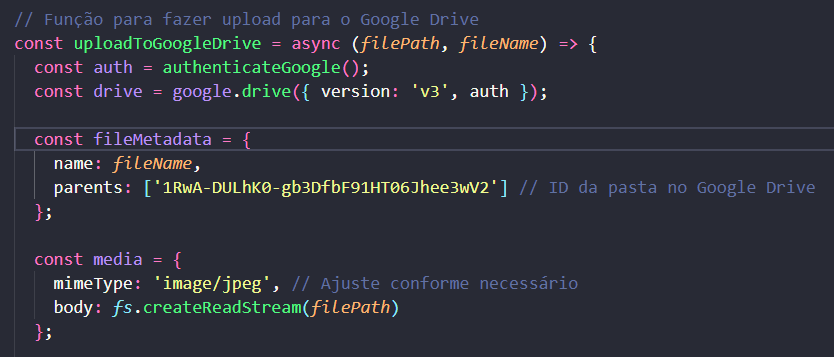 // Função para fazer upload para o Google Drive
const uploadToGoogleDrive = async (filePath, fileName) => {
const auth = authenticateGoogle();
const drive = google.drive({ version: 'v3', auth });
const fileMetadata = {
name: fileName,
parents: ['1RwA-DULhK0-gb3DfbF91HT06Jhee3wV2'] // ID da pasta no Google Drive
};
const media = {
mimeType: 'image/jpeg', // Ajuste conforme necessário
body: fs.createReadStream(filePath)
};